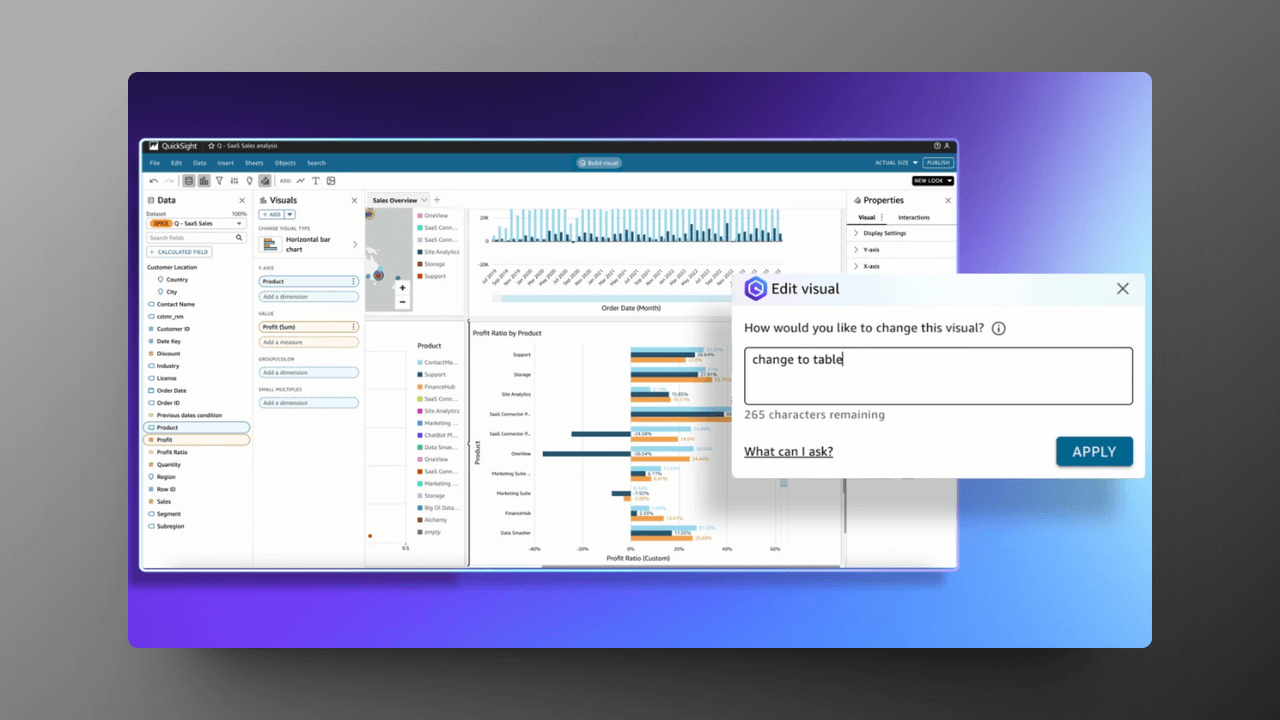 QuickSight
Q - SaaS Sales analysis
File Edit Data Insert Sheets Objects Search
Build visual
ACTUAL SIZE
PUBLISH
ADD:
NEW LOOK
Data
Dataset 100%
SPICE Q - SaaS Sales
Search Fields
+ CALCULATED FIELD
Customer Location
Country
City
Contact Name
cstmr_nm
Customer ID
Date Key
Discount
Industry
License
Order Date
Order ID
Previous dates condition
Product
Profit
Profit Ratio
Quantity
Region
Row ID
Sales
Segment
Subregion
Visuals
+ ADD
CHANGE VISUAL TYPE
Horizontal bar
chart
Y AXIS
Product
Add a dimension
VALUE
Profit (Sum)
Add a measure
GROUP/COLOR
Add a dimension
SMALL MULTIPLES
Add a dimension
Sales Overview
OneView
SaaS Conn...
SaaS Conn...
Site Analytics
Storage
Support
+
−
Product
ContactMa...
Support
FinanceHub
SaaS Conn...
Site Analytics
Marketing ...
ChatBot Pl...
Data Smas...
OneView
SaaS Conn...
Marketing ...
Storage
Big Ol Data...
Alchemy
empty
0.5
20K
0
-20K
Order Date (Month)
Profit Ratio by Product
Product
Support
Storage
Site Analytics
SaaS Connector P...
SaaS Connector P...
OneView
Marketing Suite ...
Marketing Suite
FinanceHub
Data Smasher
-24.58%
-36.54%
-7.92%
-40% -20% 0% 20% 40% 60%
Profit Ratio (Custom)
Properties
Visual
Interactions
Display Settings
Y-axis
X-axis
Edit visual
How would you like to change this visual?
change to table
265 characters remaining
What can I ask?
APPLY